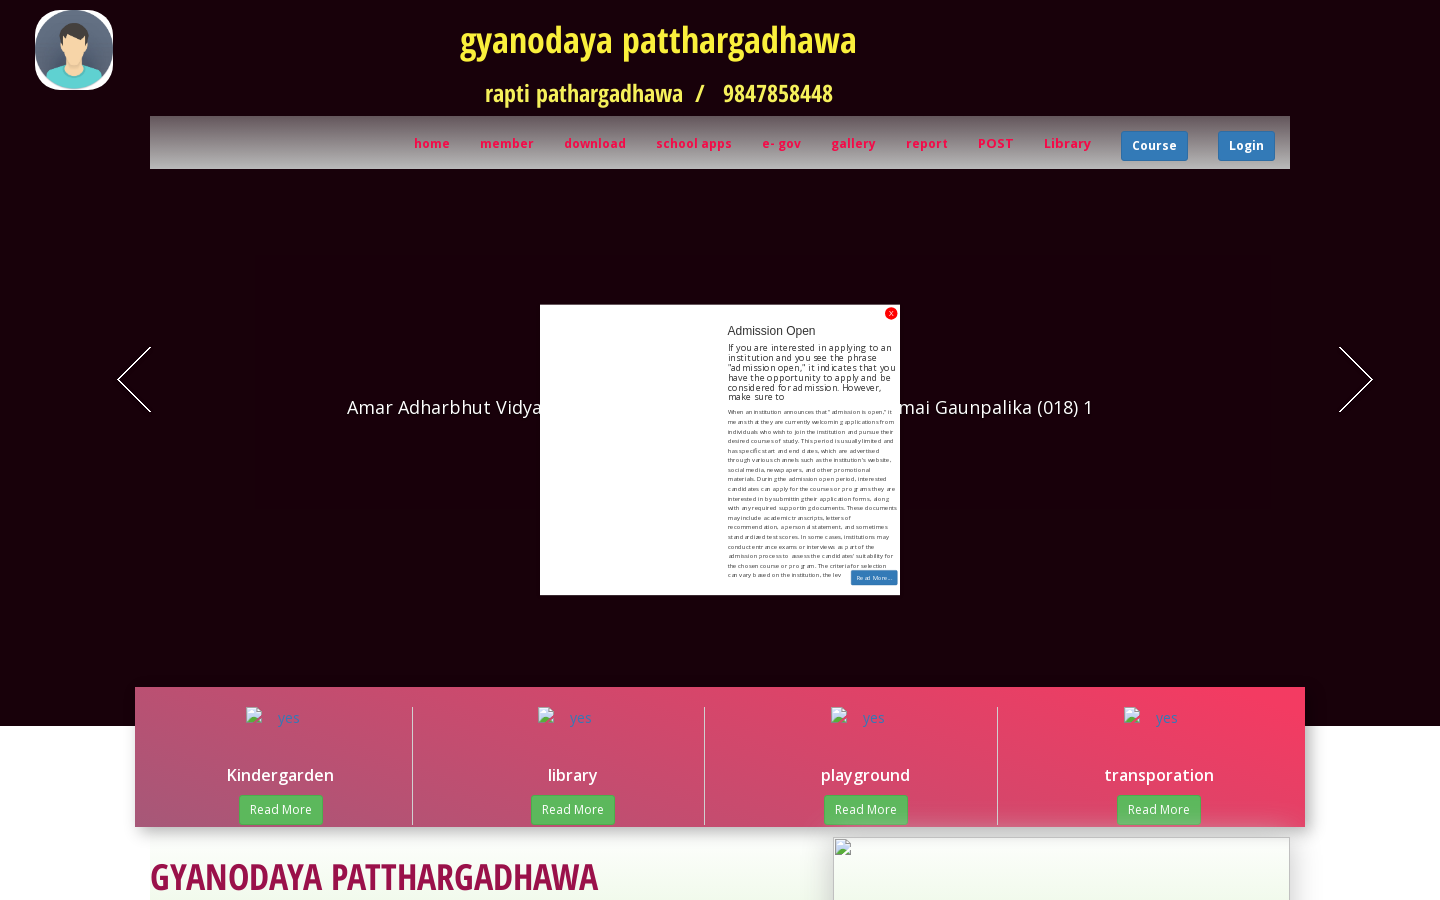 gyanodaya patthargadhawa
rapti pathargadhawa / 9847858448
home member download school apps e- gov gallery report POST Library Course Login
X
Admission Open
If you are interested in applying to an
institution and you see the phrase
"admission open," it indicates that you
have the opportunity to apply and be
considered for admission. However,
make sure to
When an institution announces that "admission is open," it
means that they are currently welcoming applications from
individuals who wish to join the institution and pursue their
desired courses of study. This period is usually limited and
has specific start and end dates, which are advertised
through various channels such as the institution's website,
social media, newspapers, and other promotional
materials. During the admission open period, interested
candidates can apply for the courses or programs they are
interested in by submitting their application forms, along
with any required supporting documents. These documents
may include academic transcripts, letters of
recommendation, a personal statement, and sometimes
standardized test scores. In some cases, institutions may
conduct entrance exams or interviews as part of the
admission process to assess the candidates' suitability for
the chosen course or program. The criteria for selection
can vary based on the institution, the lev
Read More...
Amar Adharbhut Vidya mai Gaunpalika (018) 1
yes yes yes yes
Kindergarden library playground transporation
Read More Read More Read More Read More
GYANODAYA PATTHARGADHAWA